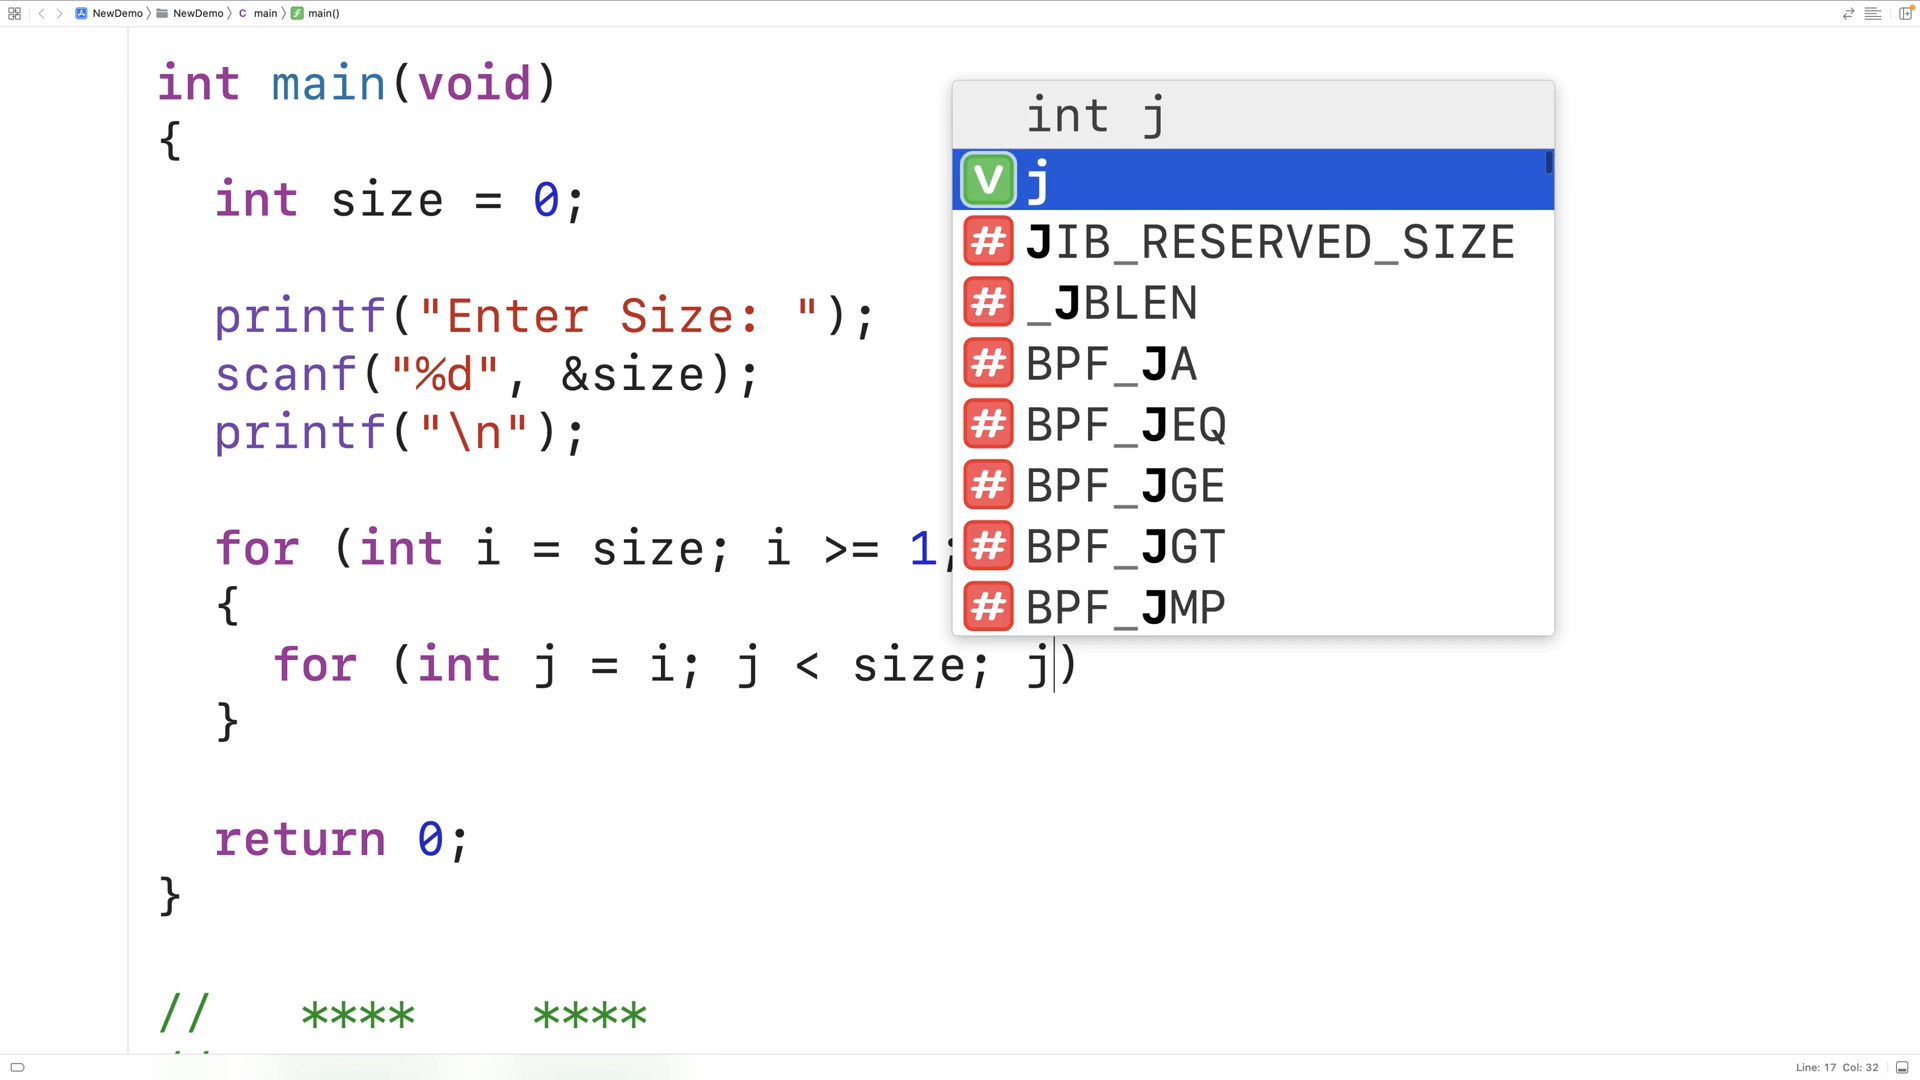 NewDemo NewDemo C main f main()
int main(void)
{
int size = 0;
printf("Enter Size: ");
scanf("%d", &size);
printf("\n");
for (int i = size; i >= 1;
{
for (int j = i; j < size; j)
}
return 0;
}
// **** ****
int j
V j
# JIB_RESERVED_SIZE
# _JBLEN
# BPF_JA
# BPF_JEQ
# BPF_JGE
# BPF_JGT
# BPF_JMP
Line: 17 Col: 32